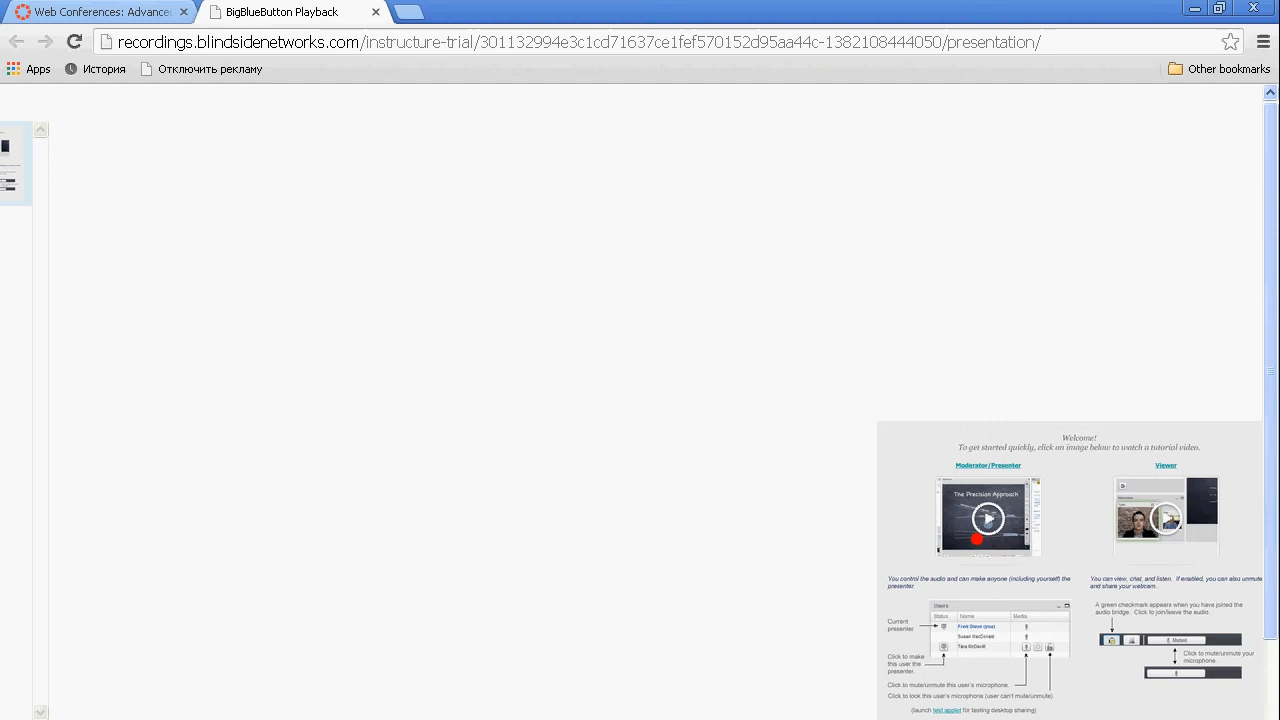 Web Conference Advance
BigBlueButton Playback
recordings.blindsidenetworks.com/instructure-trial/3011323e273c1cd71637ce1fef570152d95aa44c-1382108444050/presentation/
Apps
История
Отключить рекламу
Other bookmarks
Welcome!
To get started quickly, click an image below to watch a tutorial video.
Moderator/Presenter
Viewer
The Precision Approach
You control the audio and can make anyone (including yourself) the
presenter.
You can view, chat, and listen. If enabled, you can also unmute
and share your webcam.
Users
Status Name Media
Current
presenter
Fred Dixon (you)
Susan MacDonald
Tara McDevitt
Click to make
this user the
presenter.
Click to mute/unmute this user's microphone.
Click to lock this user's microphone (user can't mute/unmute)
(launch test applet for testing desktop sharing)
A green checkmark appears when you have joined the
audio bridge. Click to join/leave the audio.
Muted
Click to mute/unmute your
microphone.